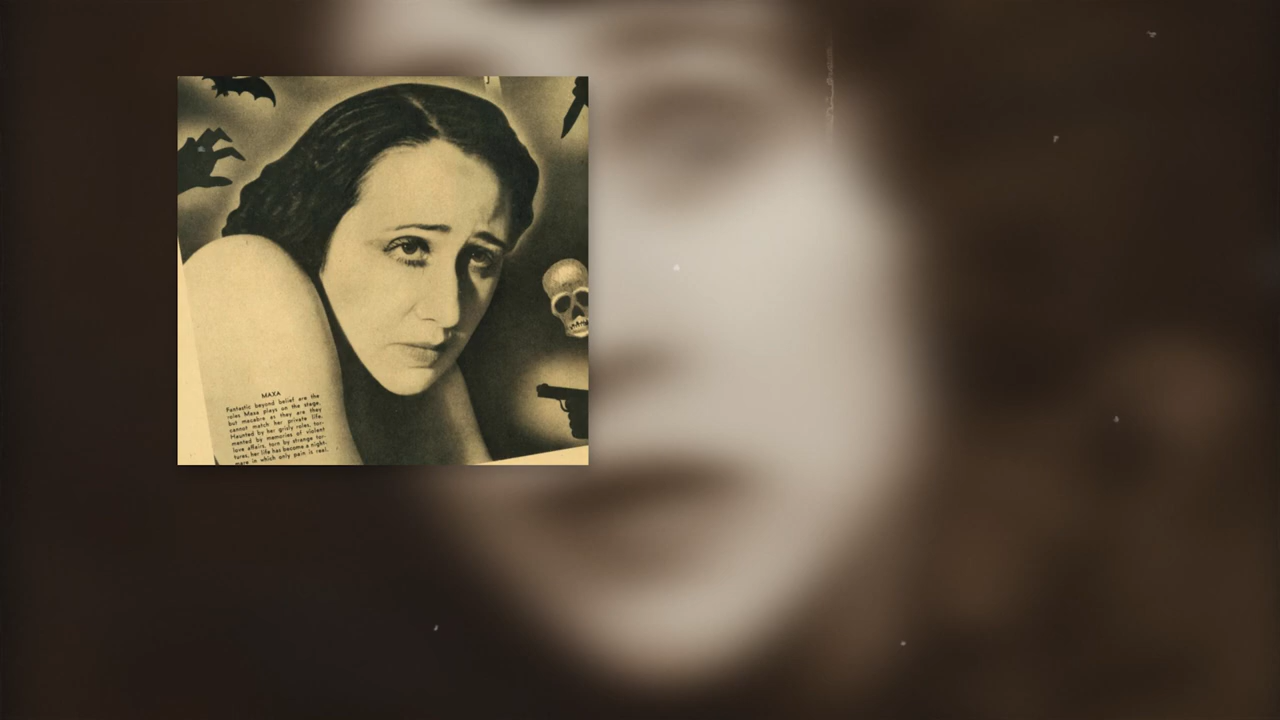 MAXA
Fantastic beyond belief are the
roles Maxa plays on the stage,
but macabre as they are they
cannot match her private life.
Haunted by her grisly roles, tor-
mented by memories of violent
love affairs, torn by strange tor-
tures, her life has become a night-
mare in which only pain is real.